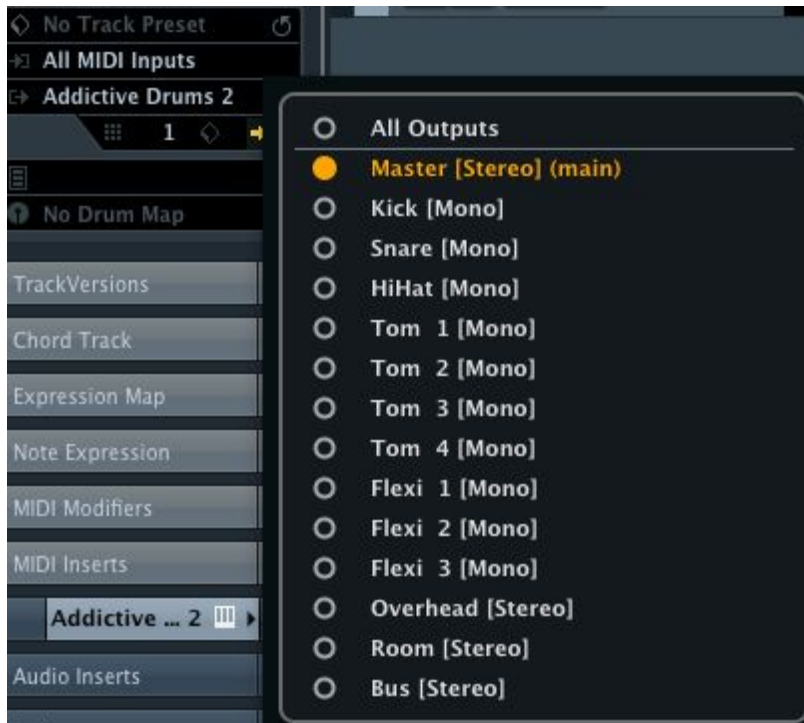 No Track Preset
All MIDI Inputs
Addictive Drums 2
1
No Drum Map
TrackVersions
Chord Track
Expression Map
Note Expression
MIDI Modifiers
MIDI Inserts
Addictive ... 2
Audio Inserts
All Outputs
Master [Stereo] (main)
Kick [Mono]
Snare [Mono]
HiHat [Mono]
Tom 1 [Mono]
Tom 2 [Mono]
Tom 3 [Mono]
Tom 4 [Mono]
Flexi 1 [Mono]
Flexi 2 [Mono]
Flexi 3 [Mono]
Overhead [Stereo]
Room [Stereo]
Bus [Stereo]